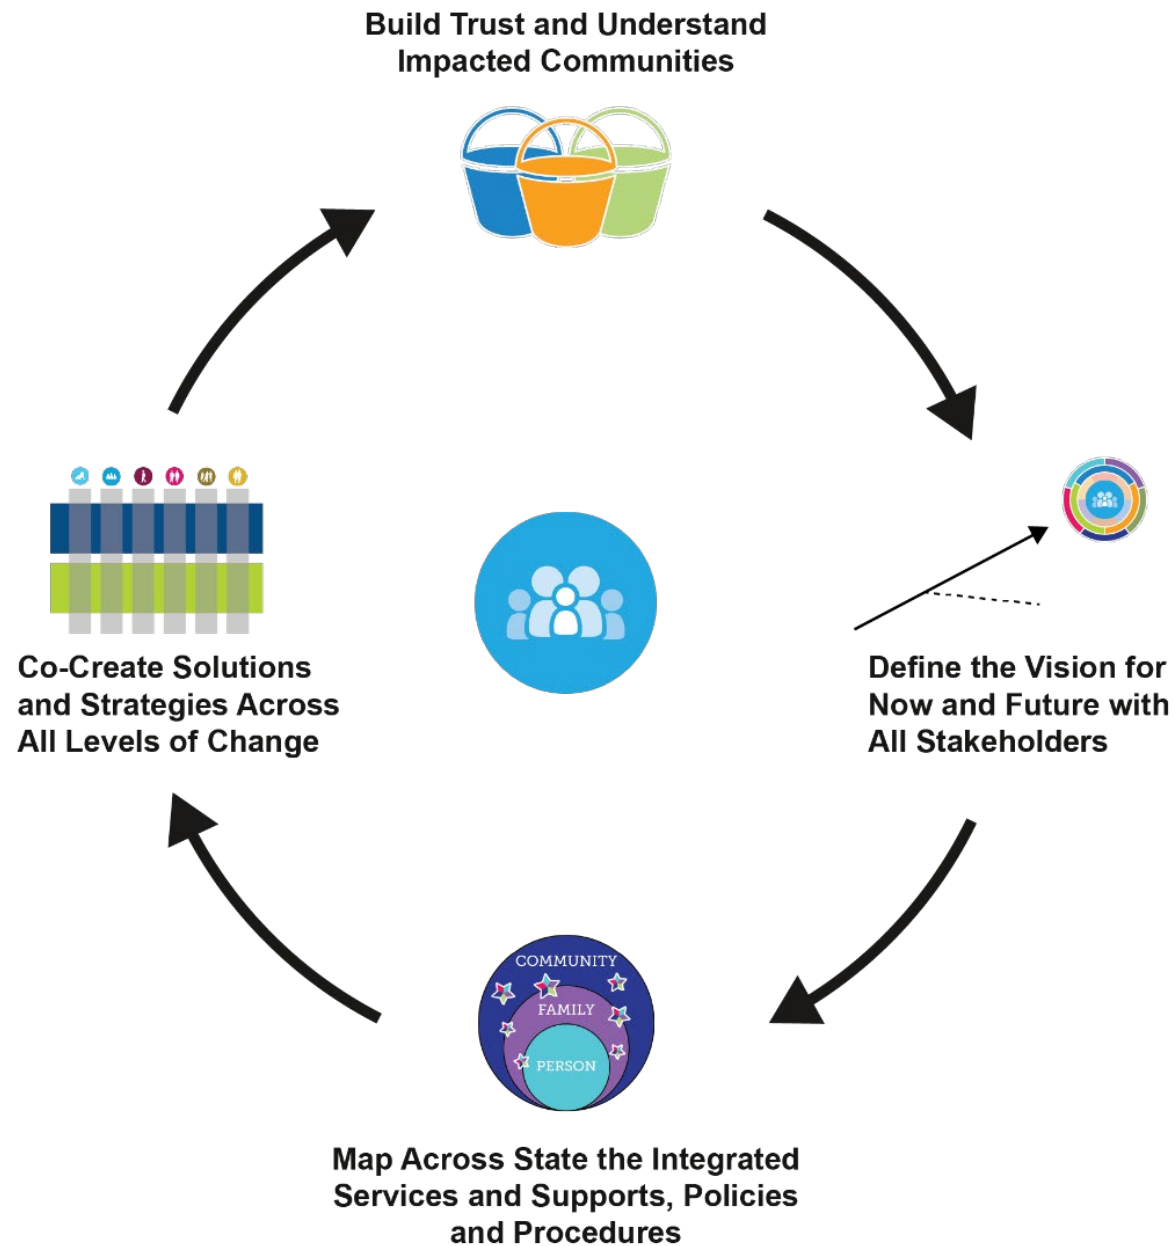 Build Trust and Understand
Impacted Communities
Define the Vision for
Now and Future with
All Stakeholders
COMMUNITY
FAMILY
PERSON
Map Across State the Integrated
Services and Supports, Policies
and Procedures
Co-Create Solutions
and Strategies Across
All Levels of Change